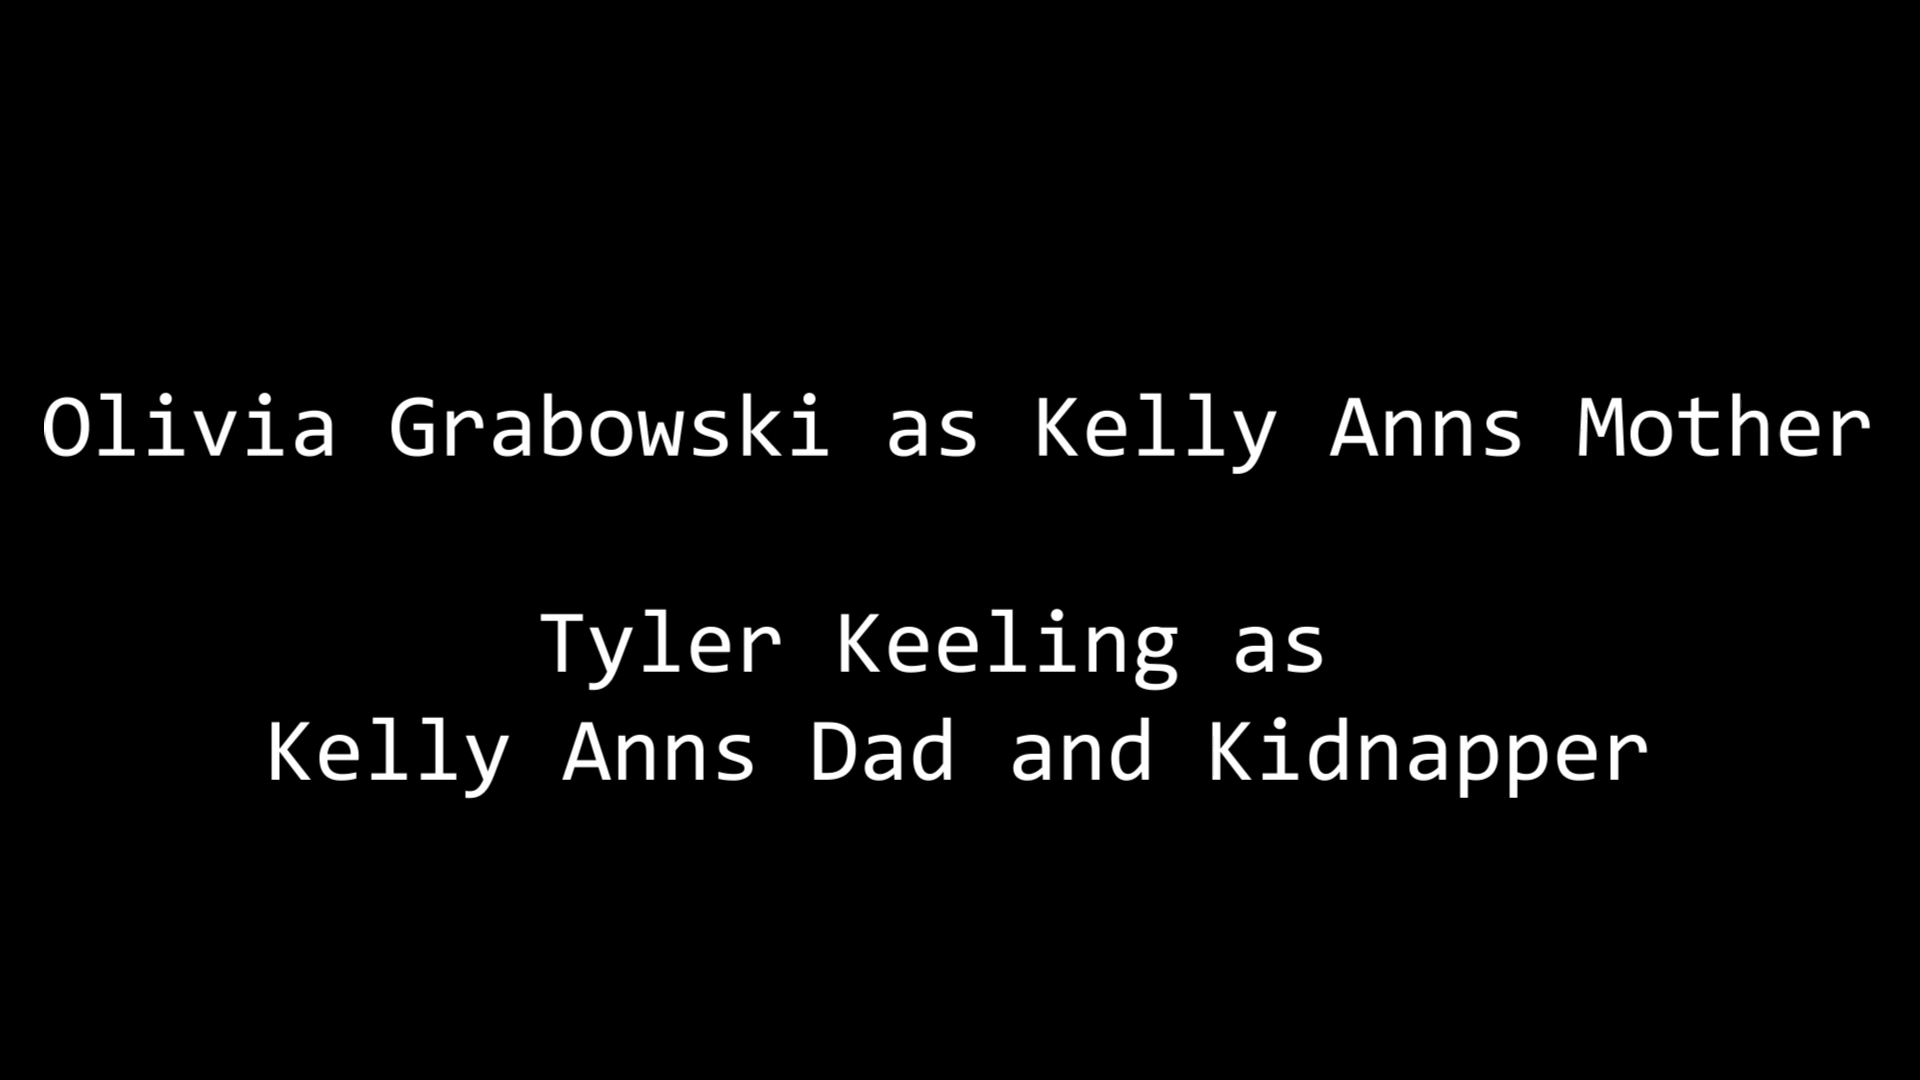 Olivia Grabowski as Kelly Anns Mother
Tyler Keeling as
Kelly Anns Dad and Kidnapper